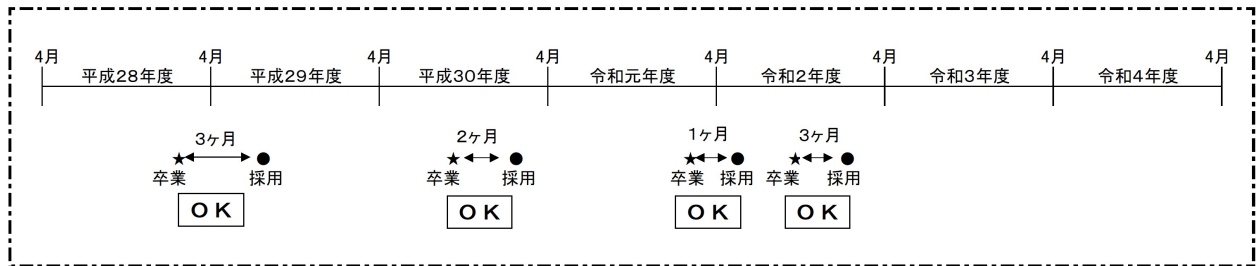 4月 4月 4月 4月 4月 4月 4月 4月
平成28年度 平成29年度 平成30年度 令和元年度 令和2年度 令和3年度 令和4年度
3ヶ月 2ヶ月 1ヶ月 3ヶ月
★ ● ★ ● ★ ● ★ ●
卒業 採用 卒業 採用 卒業 採用 卒業 採用
ＯＫ ＯＫ ＯＫ ＯＫ